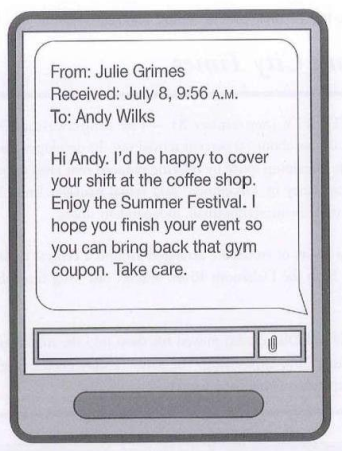 From: Julie Grimes
Received: July 8, 9:56 A.M.
To: Andy Wilks
Hi Andy. I'd be happy to cover
your shift at the coffee shop.
Enjoy the Summer Festival. I
hope you finish your event so
you can bring back that gym
coupon. Take care.